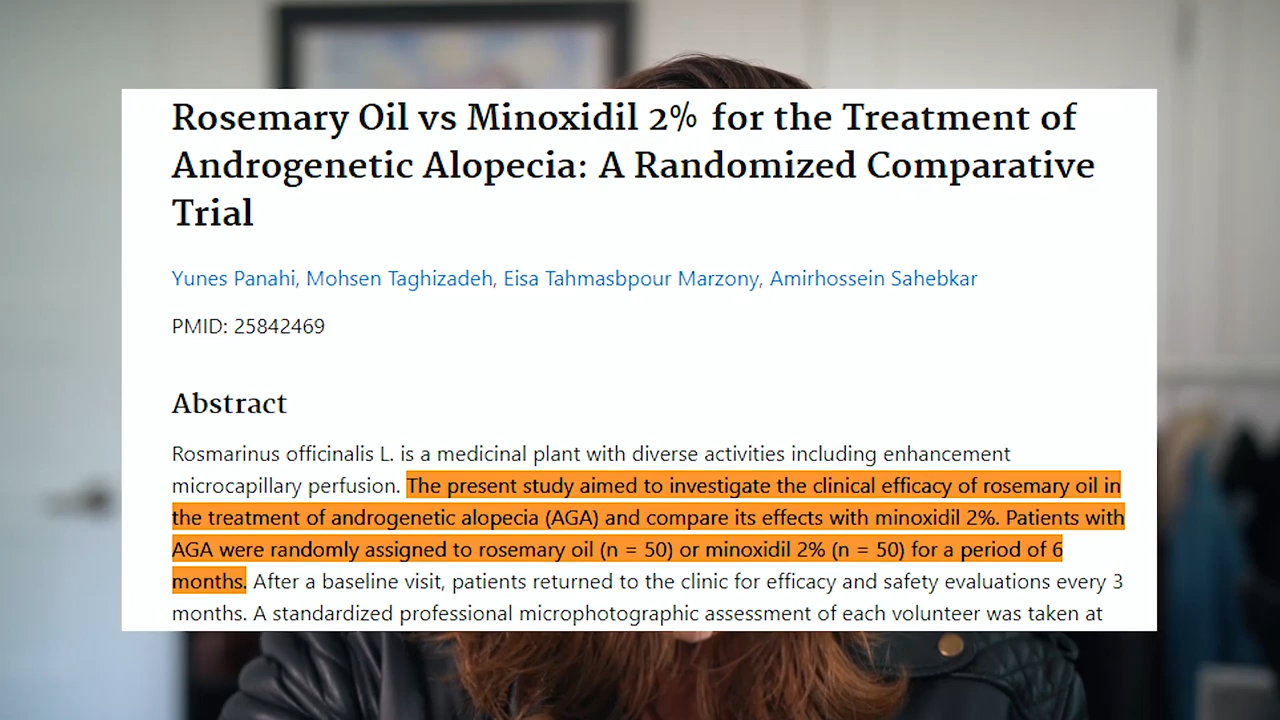 Rosemary Oil vs Minoxidil 2% for the Treatment of
Androgenetic Alopecia: A Randomized Comparative
Trial
Yunes Panahi, Mohsen Taghizadeh, Eisa Tahmasbpour Marzony, Amirhossein Sahebkar
PMID: 25842469
Abstract
Rosmarinus officinalis L. is a medicinal plant with diverse activities including enhancement
microcapillary perfusion. The present study aimed to investigate the clinical efficacy of rosemary oil in
the treatment of androgenetic alopecia (AGA) and compare its effects with minoxidil 2%. Patients with
AGA were randomly assigned to rosemary oil (n = 50) or minoxidil 2% (n = 50) for a period of 6
months. After a baseline visit, patients returned to the clinic for efficacy and safety evaluations every 3
months. A standardized professional microphotographic assessment of each volunteer was taken at